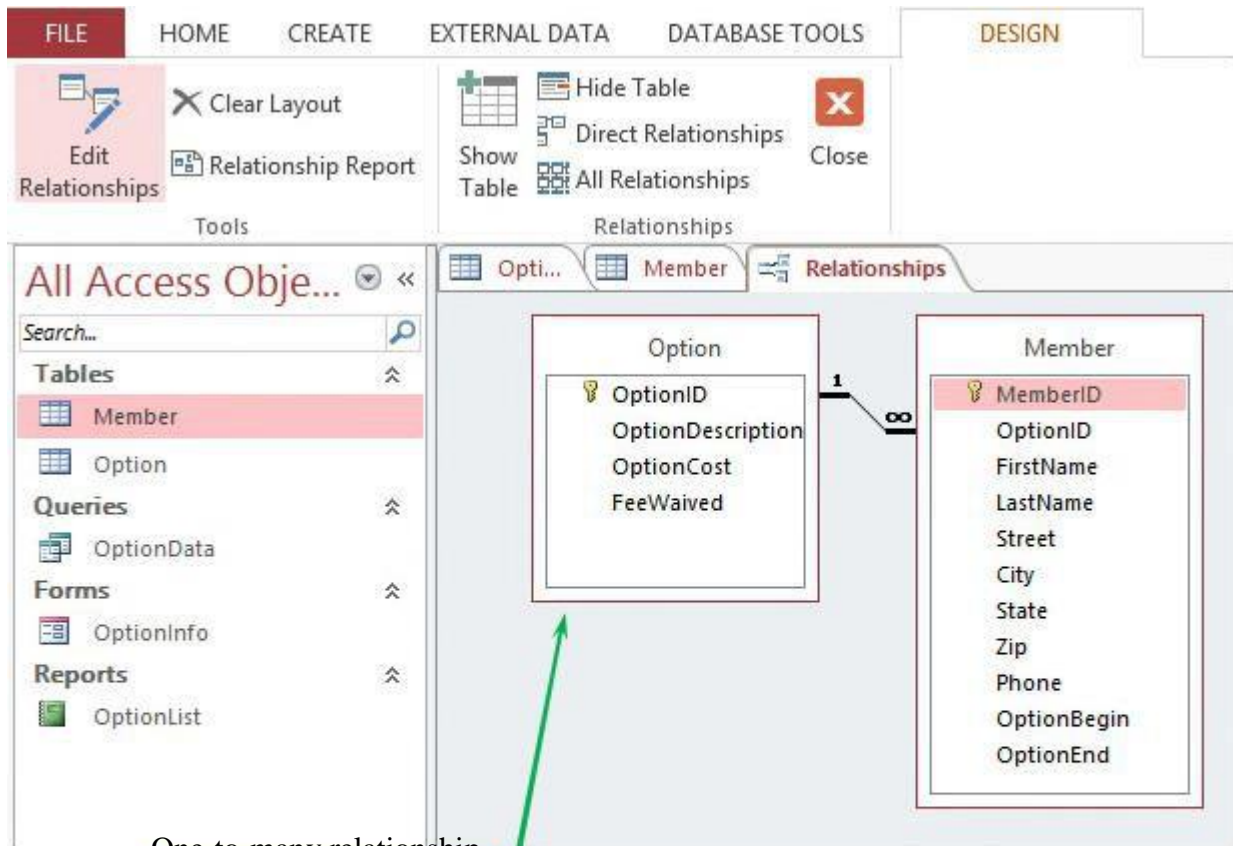 FILE HOME CREATE EXTERNAL DATA DATABASE TOOLS DESIGN
Edit Relationships
Clear Layout
Relationship Report
Tools
Show Table
Hide Table
Direct Relationships
All Relationships
Close
Relationships
All Access Obje...
Search...
Tables
Member
Option
Queries
OptionData
Forms
OptionInfo
Reports
OptionList
Opti... Member Relationships
Option
OptionID
OptionDescription
OptionCost
FeeWaived
1
∞
Member
MemberID
OptionID
FirstName
LastName
Street
City
State
Zip
Phone
OptionBegin
OptionEnd
One-to-many relationship